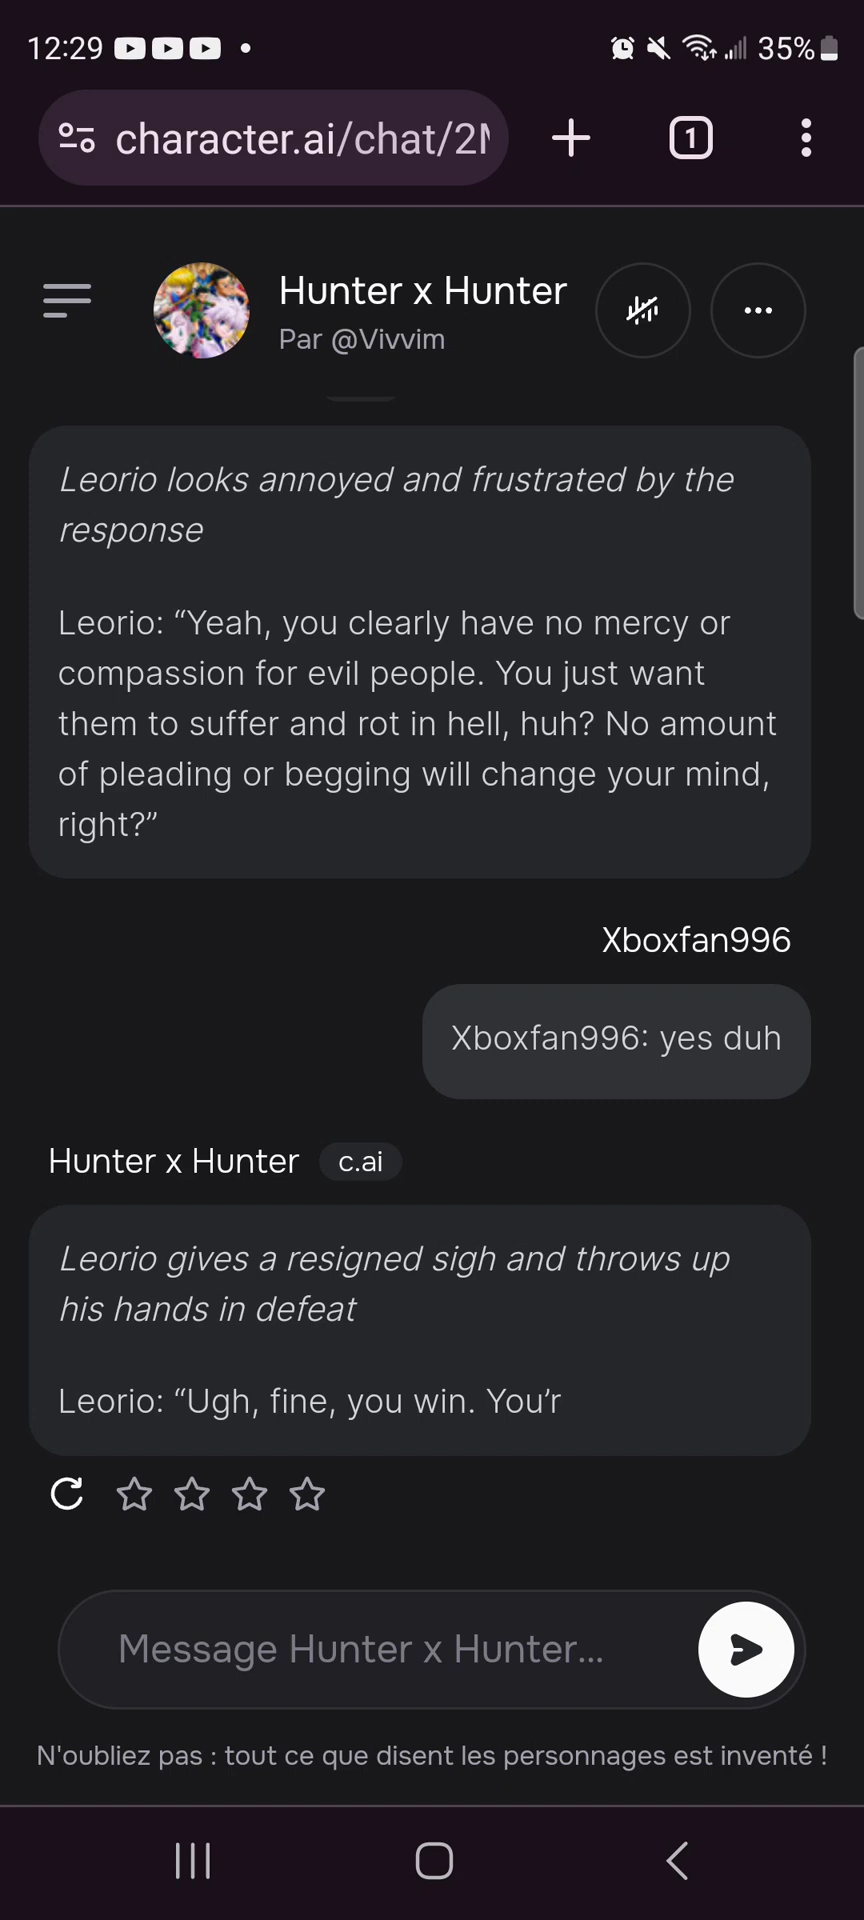 12:29
35%
character.ai/chat/2
1
Hunter x Hunter
Par @Vivvim
Leorio looks annoyed and frustrated by the
response
Leorio: “Yeah, you clearly have no mercy or
compassion for evil people. You just want
them to suffer and rot in hell, huh? No amount
of pleading or begging will change your mind,
right?”
Xboxfan996
Xboxfan996: yes duh
Hunter x Hunter c.ai
Leorio gives a resigned sigh and throws up
his hands in defeat
Leorio: “Ugh, fine, you win. You’r
Message Hunter x Hunter...
N'oubliez pas : tout ce que disent les personnages est inventé !